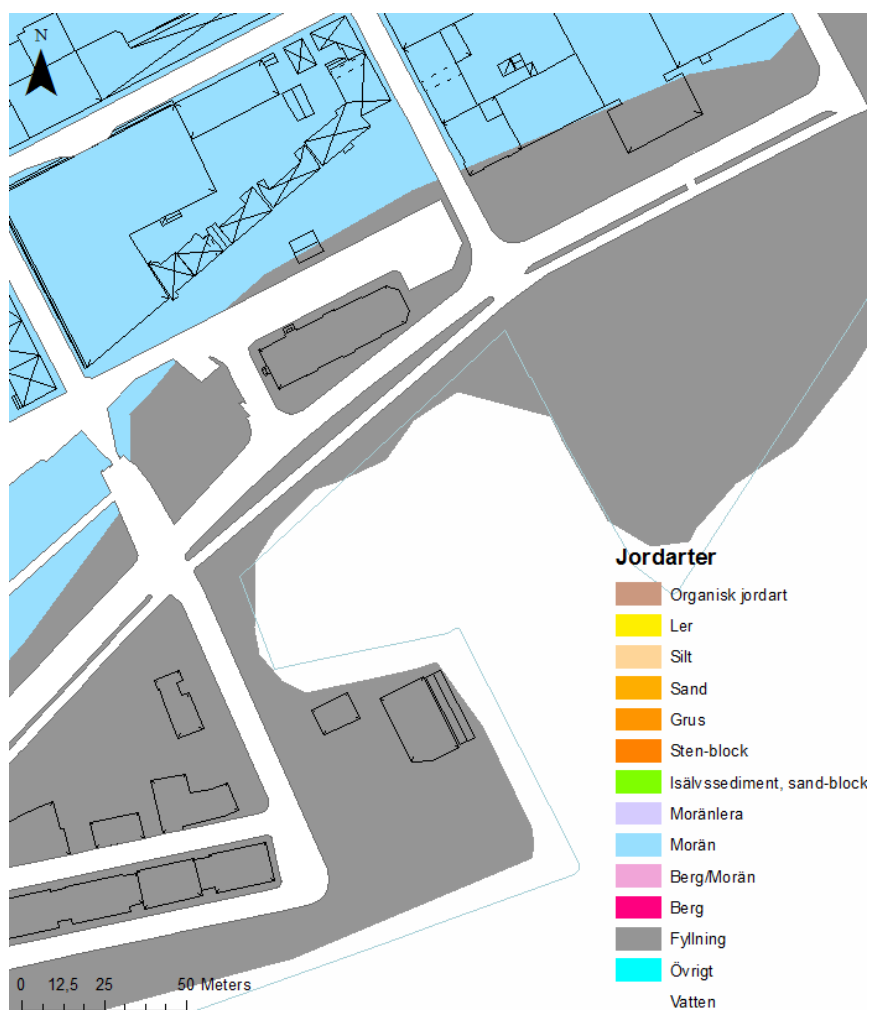 N
Jordarter
Organisk jordart
Ler
Silt
Sand
Grus
Sten-block
Isälvssediment, sand-block
Moränlera
Morän
Berg/Morän
Berg
Fyllning
Övrigt
Vatten
0 12,5 25 50 Meters